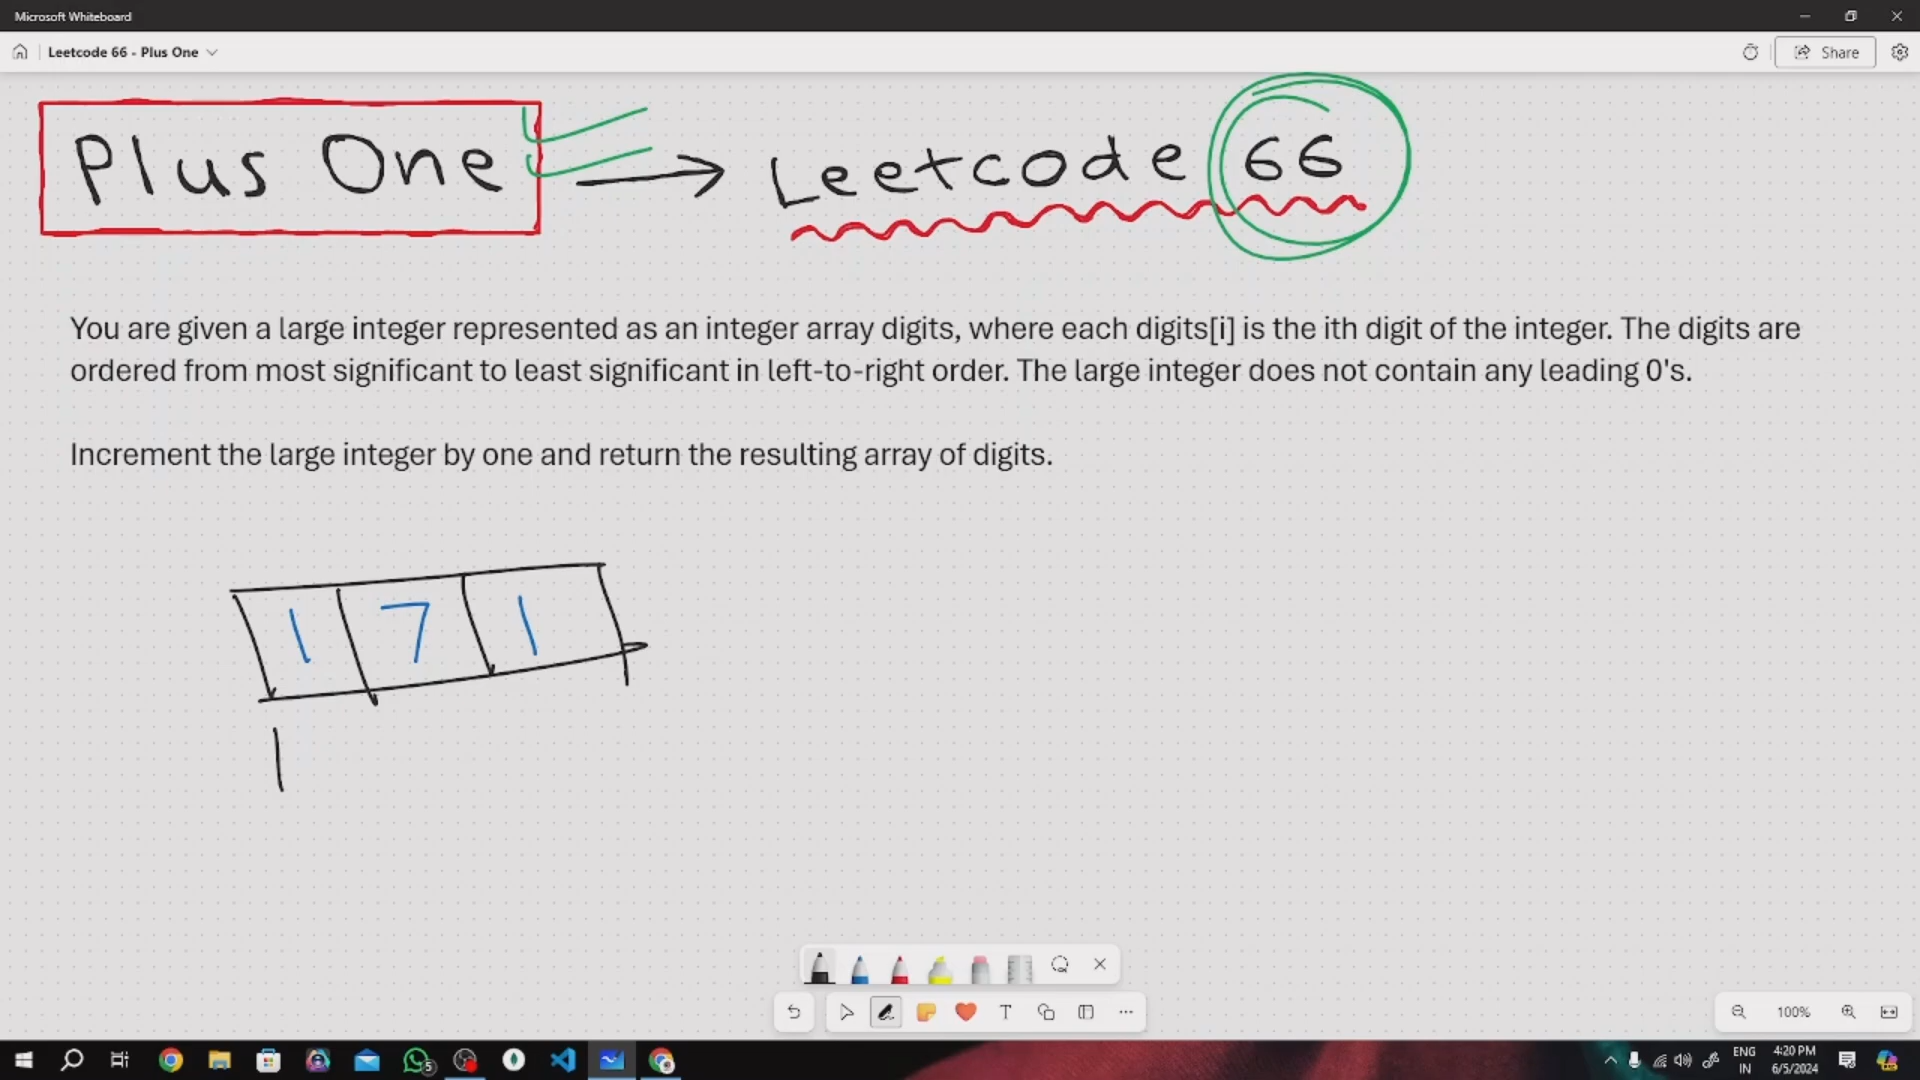 Microsoft Whiteboard
Leetcode 66 - Plus One
Share
Plus One → Leetcode 66
You are given a large integer represented as an integer array digits, where each digits[i] is the ith digit of the integer. The digits are
ordered from most significant to least significant in left-to-right order. The large integer does not contain any leading 0's.
Increment the large integer by one and return the resulting array of digits.
1 7 1
1
T
100%
5
ENG
IN
4:20 PM
6/5/2024